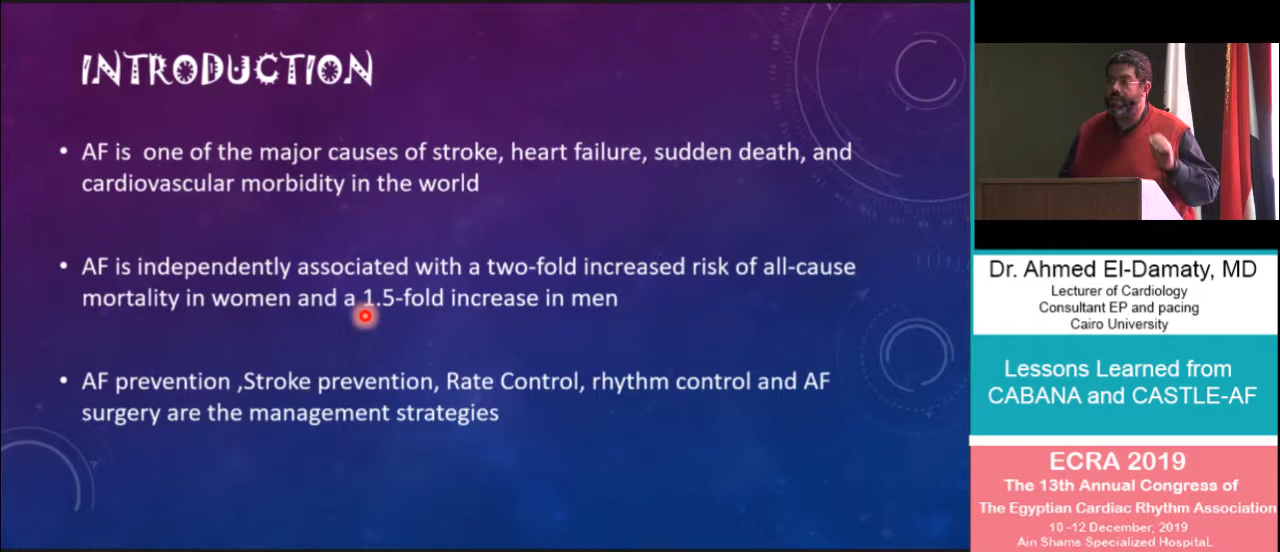 INTRODUCTION
• AF is one of the major causes of stroke, heart failure, sudden death, and
cardiovascular morbidity in the world
• AF is independently associated with a two-fold increased risk of all-cause
mortality in women and a 1.5-fold increase in men
• AF prevention ,Stroke prevention, Rate Control, rhythm control and AF
surgery are the management strategies
Dr. Ahmed El-Damaty, MD
Lecturer of Cardiology
Consultant EP and pacing
Cairo University
Lessons Learned from
CABANA and CASTLE-AF
ECRA 2019
The 13th Annual Congress of
The Egyptian Cardiac Rhythm Association
10 -12 December, 2019
Ain Shams Specialized HospitaL